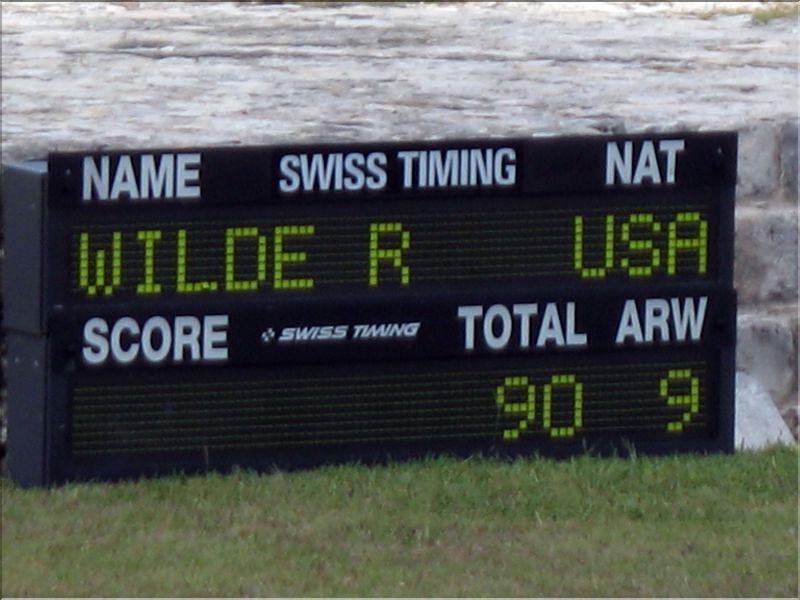 NAME SWISS TIMING NAT
WILDE R USA
SCORE SWISS TIMING TOTAL ARW
90 9